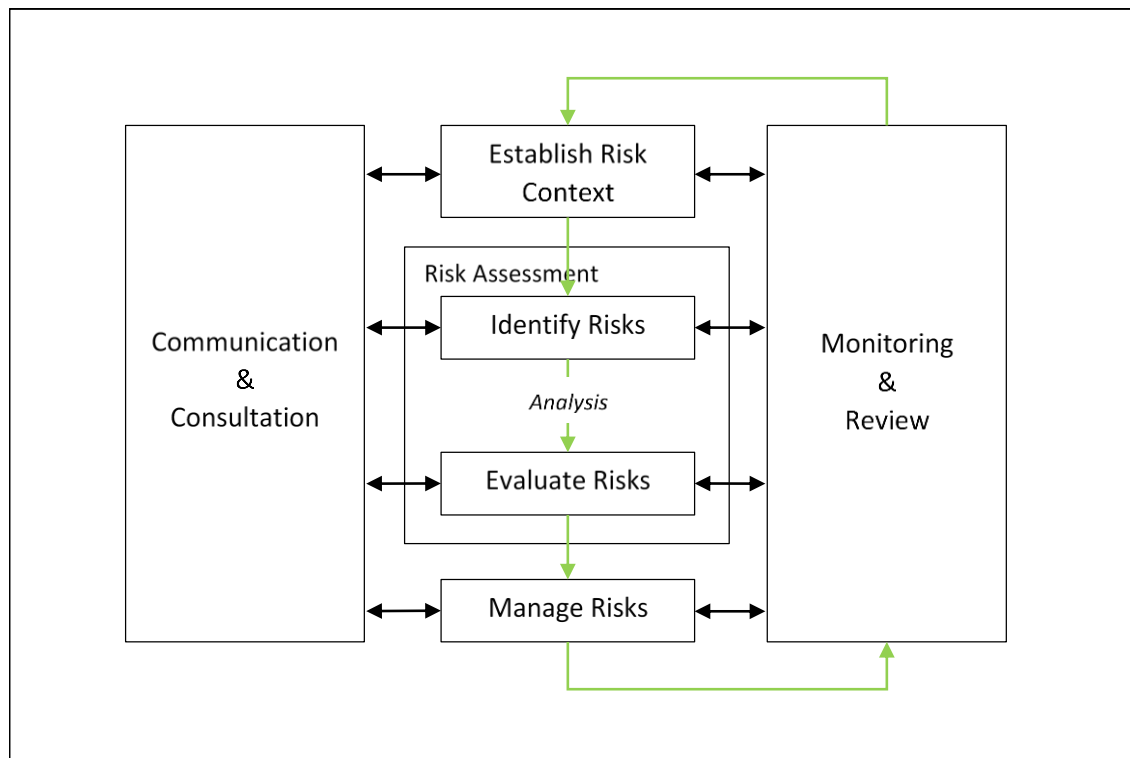 Establish Risk
Context
Risk Assessment
Identify Risks
Communication
&
Consultation
Monitoring
&
Review
Analysis
Evaluate Risks
Manage Risks